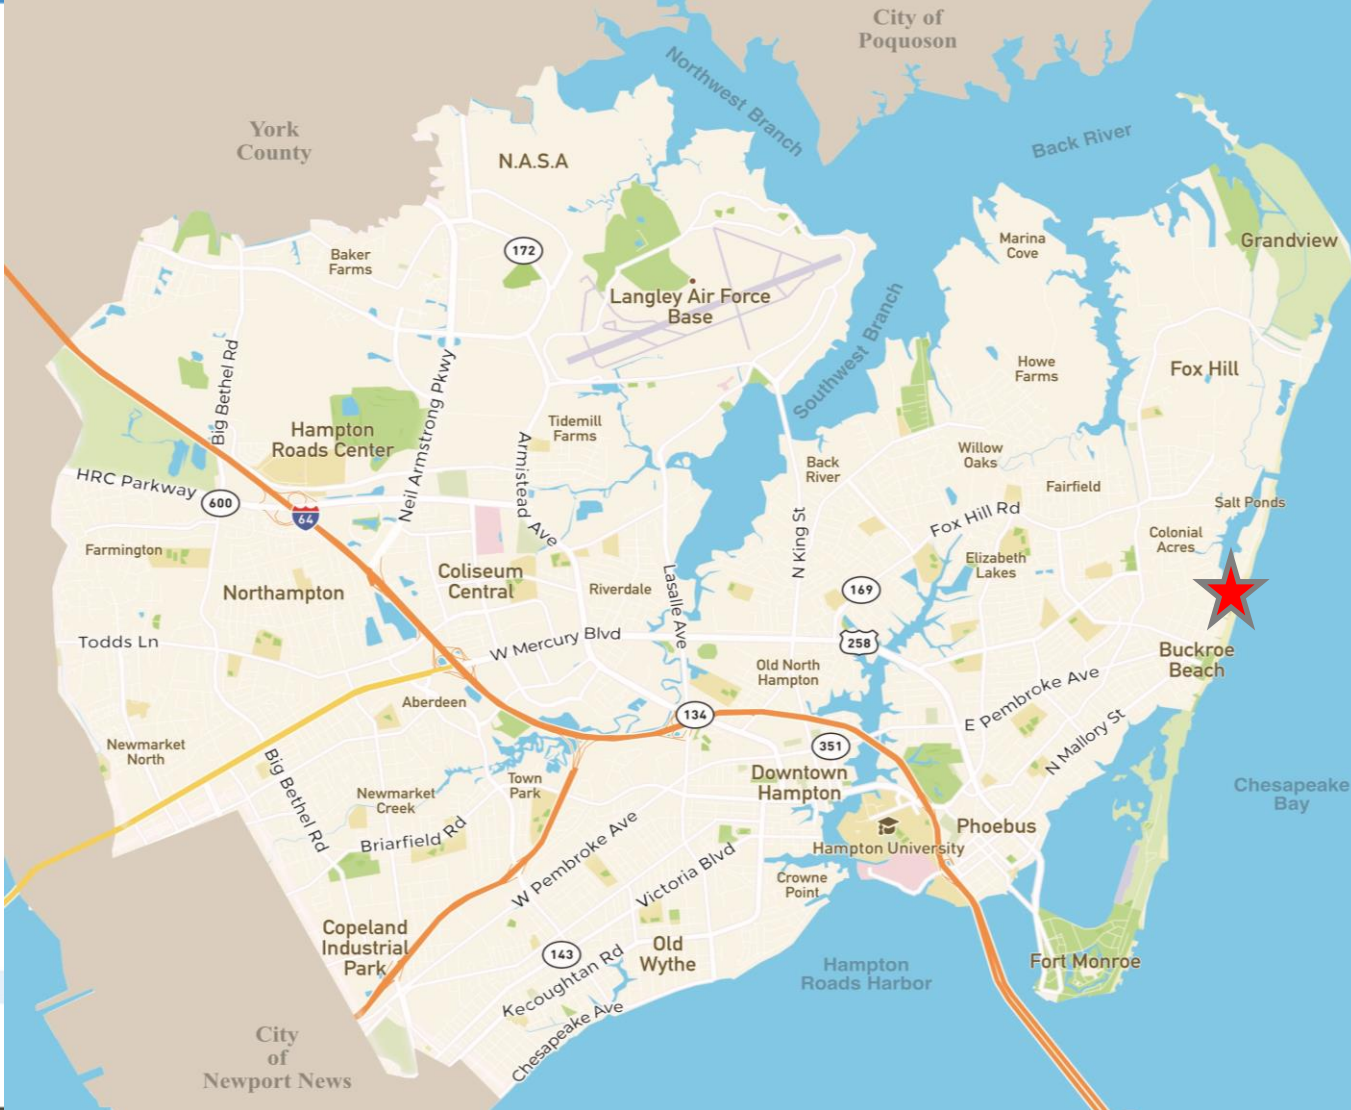 City of
Poquoson
Northwest Branch
York
County
Back River
N.A.S.A
172
Baker
Farms
Marina
Cove
Grandview
Langley Air Force
Base
Southwest Branch
Big Bethel Rd
Neil Armstrong Pkwy
Howe
Farms
Fox Hill
Hampton
Roads Center
Tidemill
Farms
Armistead Ave
Willow
Oaks
Back
River
HRC Parkway
600
64
Fairfield
Salt Ponds
Fox Hill Rd
N King St
Colonial
Acres
Farmington
Elizabeth
Lakes
Northampton
Coliseum
Central
Riverdale
Lasalle Ave
169
Todds Ln
W Mercury Blvd
258
Buckroe
Beach
Old North
Hampton
E Pembroke Ave
Aberdeen
134
351
N Mallory St
Newmarket
North
Big Bethel Rd
Town
Park
Downtown
Hampton
Chesapeake
Bay
Newmarket
Creek
Briarfield Rd
W Pembroke Ave
Phoebus
Hampton University
Victoria Blvd
Crowne
Point
Copeland
Industrial
Park
143
Old
Wythe
Kecoughtan Rd
Fort Monroe
Hampton
Roads Harbor
Chesapeake Ave
City
of
Newport News